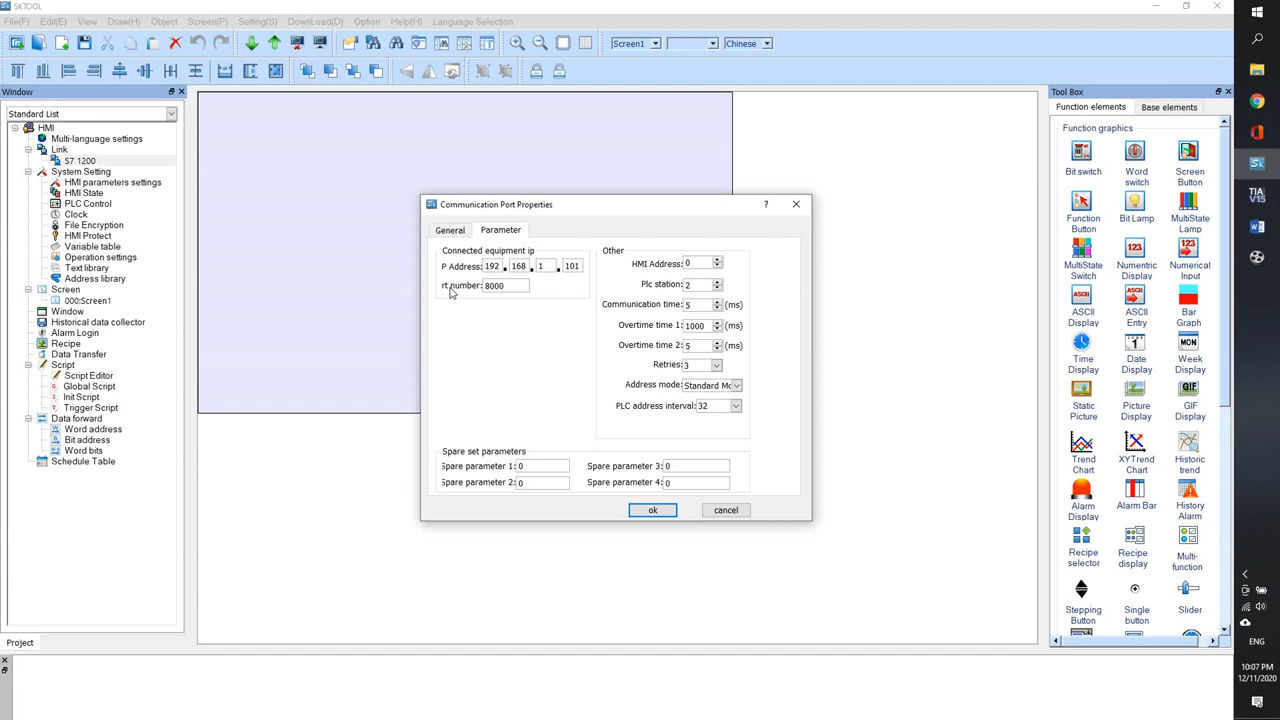 SKTOOL
File(F) Edit(E) View Draw(H) Object Screen(P) Setting(S) DownLoad(D) Option Help(H) Language Selection
Screen1 Chinese
Window
Standard List
HMI
Multi-language settings
Link
S7 1200
System Setting
HMI parameters settings
HMI State
PLC Control
Clock
File Encryption
HMI Protect
Variable table
Operation settings
Text library
Address library
Screen
000:Screen1
Window
Historical data collector
Alarm Login
Recipe
Data Transfer
Script
Script Editor
Global Script
Init Script
Trigger Script
Data forward
Word address
Bit address
Word bits
Schedule Table
Project
Communication Port Properties
?
General Parameter
Connected equipment ip
P Address: 192 . 168 . 1 . 101
rt number: 8000
Other
HMI Address: 0
Plc station: 2
Communication time: 5 (ms)
Overtime time 1: 1000 (ms)
Overtime time 2: 5 (ms)
Retries: 3
Address mode: Standard Mc
PLC address interval: 32
Spare set parameters
Spare parameter 1: 0 Spare parameter 3: 0
Spare parameter 2: 0 Spare parameter 4: 0
ok cancel
Tool Box
Function elements Base elements
Function graphics
Bit switch
Word switch
Screen Button
Function Button
Bit Lamp
MultiState Lamp
MultiState Switch
Numeric Display
Numerical Input
ASCII
ASCII Display
ASCII
ASCII Entry
Bar Graph
Time Display
1
Date Display
MON
Week Display
Static Picture
Picture Display
GIF
GIF Display
Trend Chart
XYTrend Chart
Historic trend
Alarm Display
Alarm Bar
History Alarm
Recipe selector
Recipe display
Multi-function
Stepping Button
Single button
Slider
TIA
V15
ENG
10:07 PM
12/11/2020